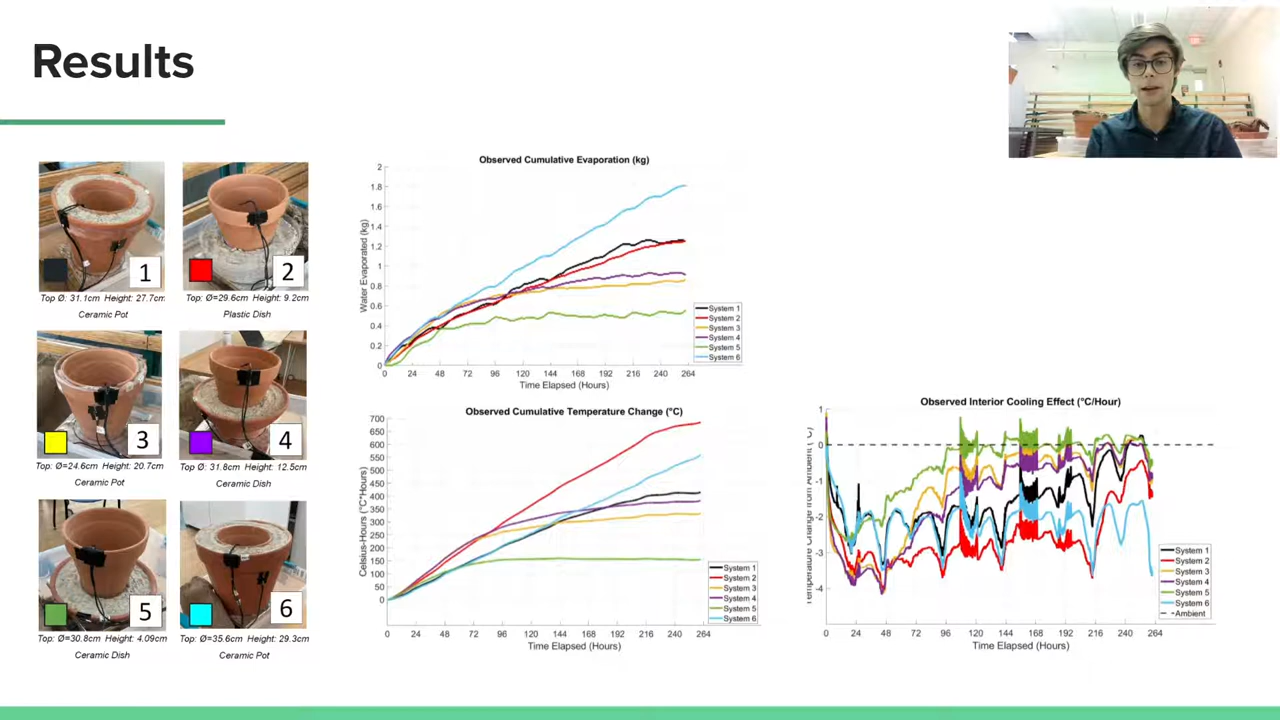 Results
1
2
Top Ø: 31.1cm Height: 27.7cm
Ceramic Pot
Top: Ø=29.6cm Height: 9.2cm
Plastic Dish
3
4
Top: Ø=24.6cm Height: 20.7cm
Ceramic Pot
Top Ø: 31.8cm Height: 12.5cm
Ceramic Dish
5
6
Top: Ø=30.8cm Height: 4.09cm
Ceramic Dish
Top: Ø=35.6cm Height: 29.3cm
Ceramic Pot
Observed Cumulative Evaporation (kg)
Water Evaporated (kg)
2
1.8
1.6
1.4
1.2
1
0.8
0.6
0.4
0.2
0
0 24 48 72 96 120 144 168 192 216 240 264
Time Elapsed (Hours)
System 1
System 2
System 3
System 4
System 5
System 6
Observed Cumulative Temperature Change (°C)
Celsius-Hours (°C*Hours)
700
650
600
550
500
450
400
350
300
250
200
150
100
50
0
0 24 48 72 96 120 144 168 192 216 240 264
Time Elapsed (Hours)
System 1
System 2
System 3
System 4
System 5
System 6
Observed Interior Cooling Effect (°C/Hour)
Temperature Change from Ambient (°C)
1
0
-1
-2
-3
-4
0 24 48 72 96 120 144 168 192 216 240 264
Time Elapsed (Hours)
System 1
System 2
System 3
System 4
System 5
System 6
Ambient